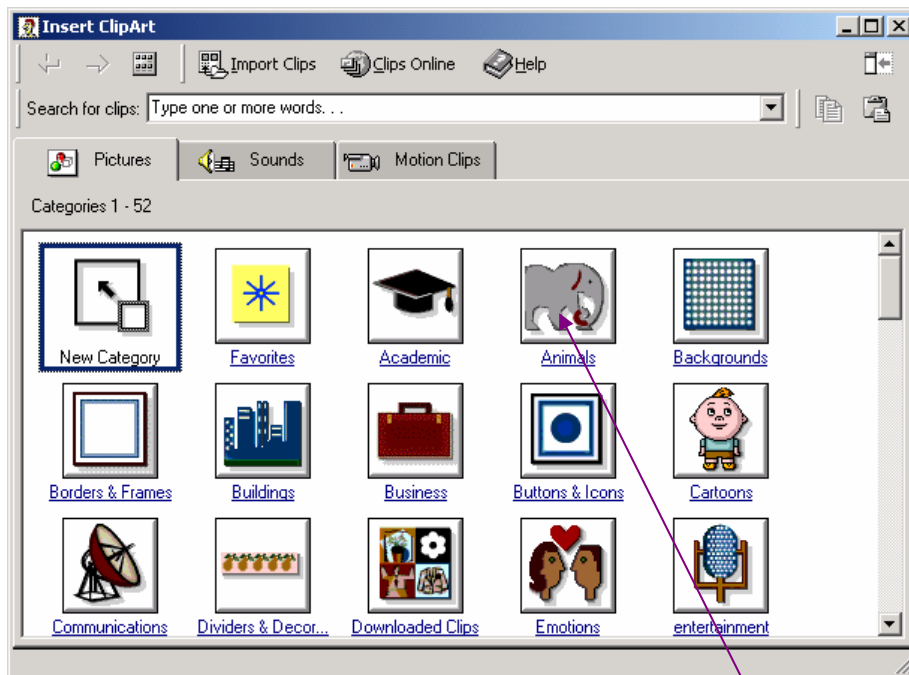 Insert ClipArt
Import Clips Clips Online Help
Search for clips: Type one or more words. . .
Pictures Sounds Motion Clips
Categories 1 - 52
New Category Favorites Academic Animals Backgrounds
Borders & Frames Buildings Business Buttons & Icons Cartoons
Communications Dividers & Decor... Downloaded Clips Emotions entertainment